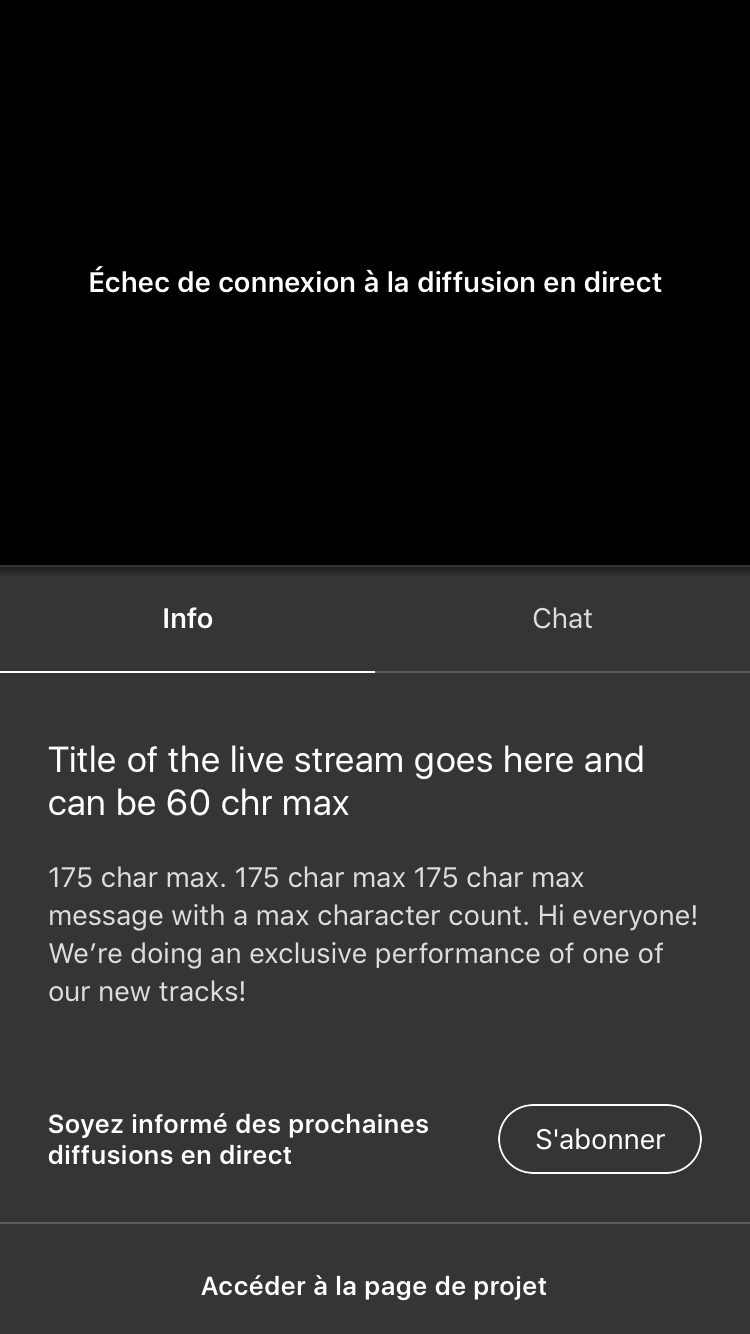 Échec de connexion à la diffusion en direct
Info
Chat
Title of the live stream goes here and
can be 60 chr max
175 char max. 175 char max 175 char max
message with a max character count. Hi everyone!
We’re doing an exclusive performance of one of
our new tracks!
Soyez informé des prochaines
diffusions en direct
S'abonner
Accéder à la page de projet